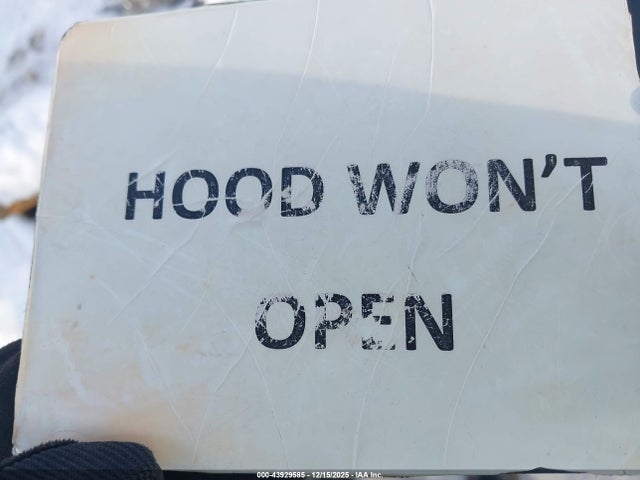 HOOD WON'T
OPEN
000-43929585 - 12/15/2025 - IAA Inc.